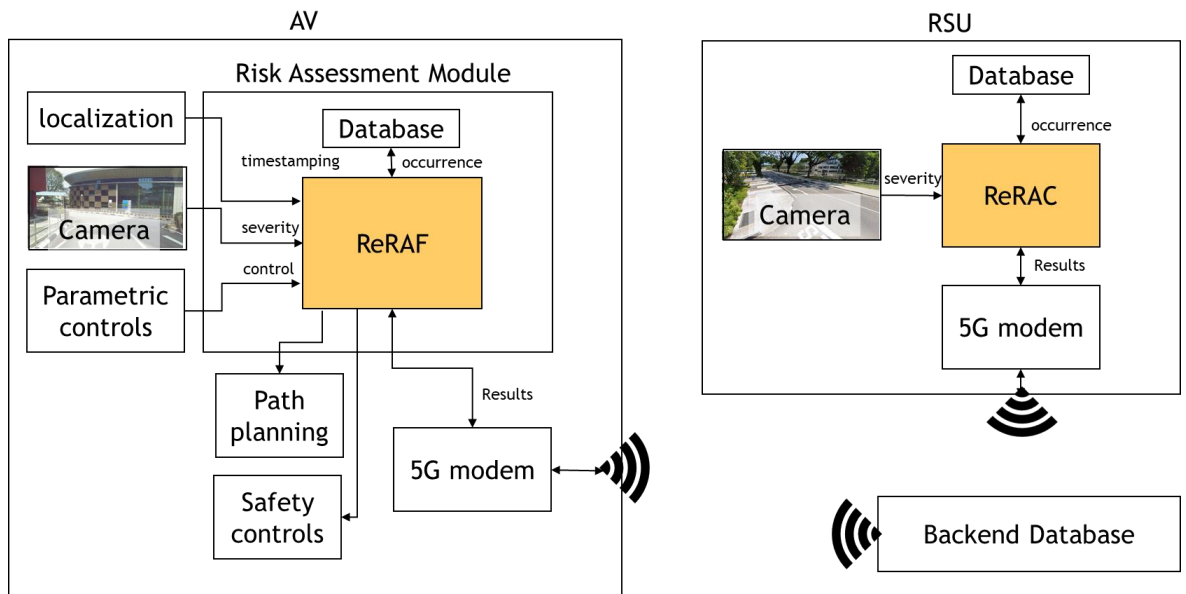 AV
Risk Assessment Module
localization
Camera
Parametric
controls
timestamping
severity
control
Database
occurrence
ReRAF
Path
planning
Safety
controls
Results
5G modem
RSU
Database
occurrence
Camera
severity
ReRAC
Results
5G modem
Backend Database